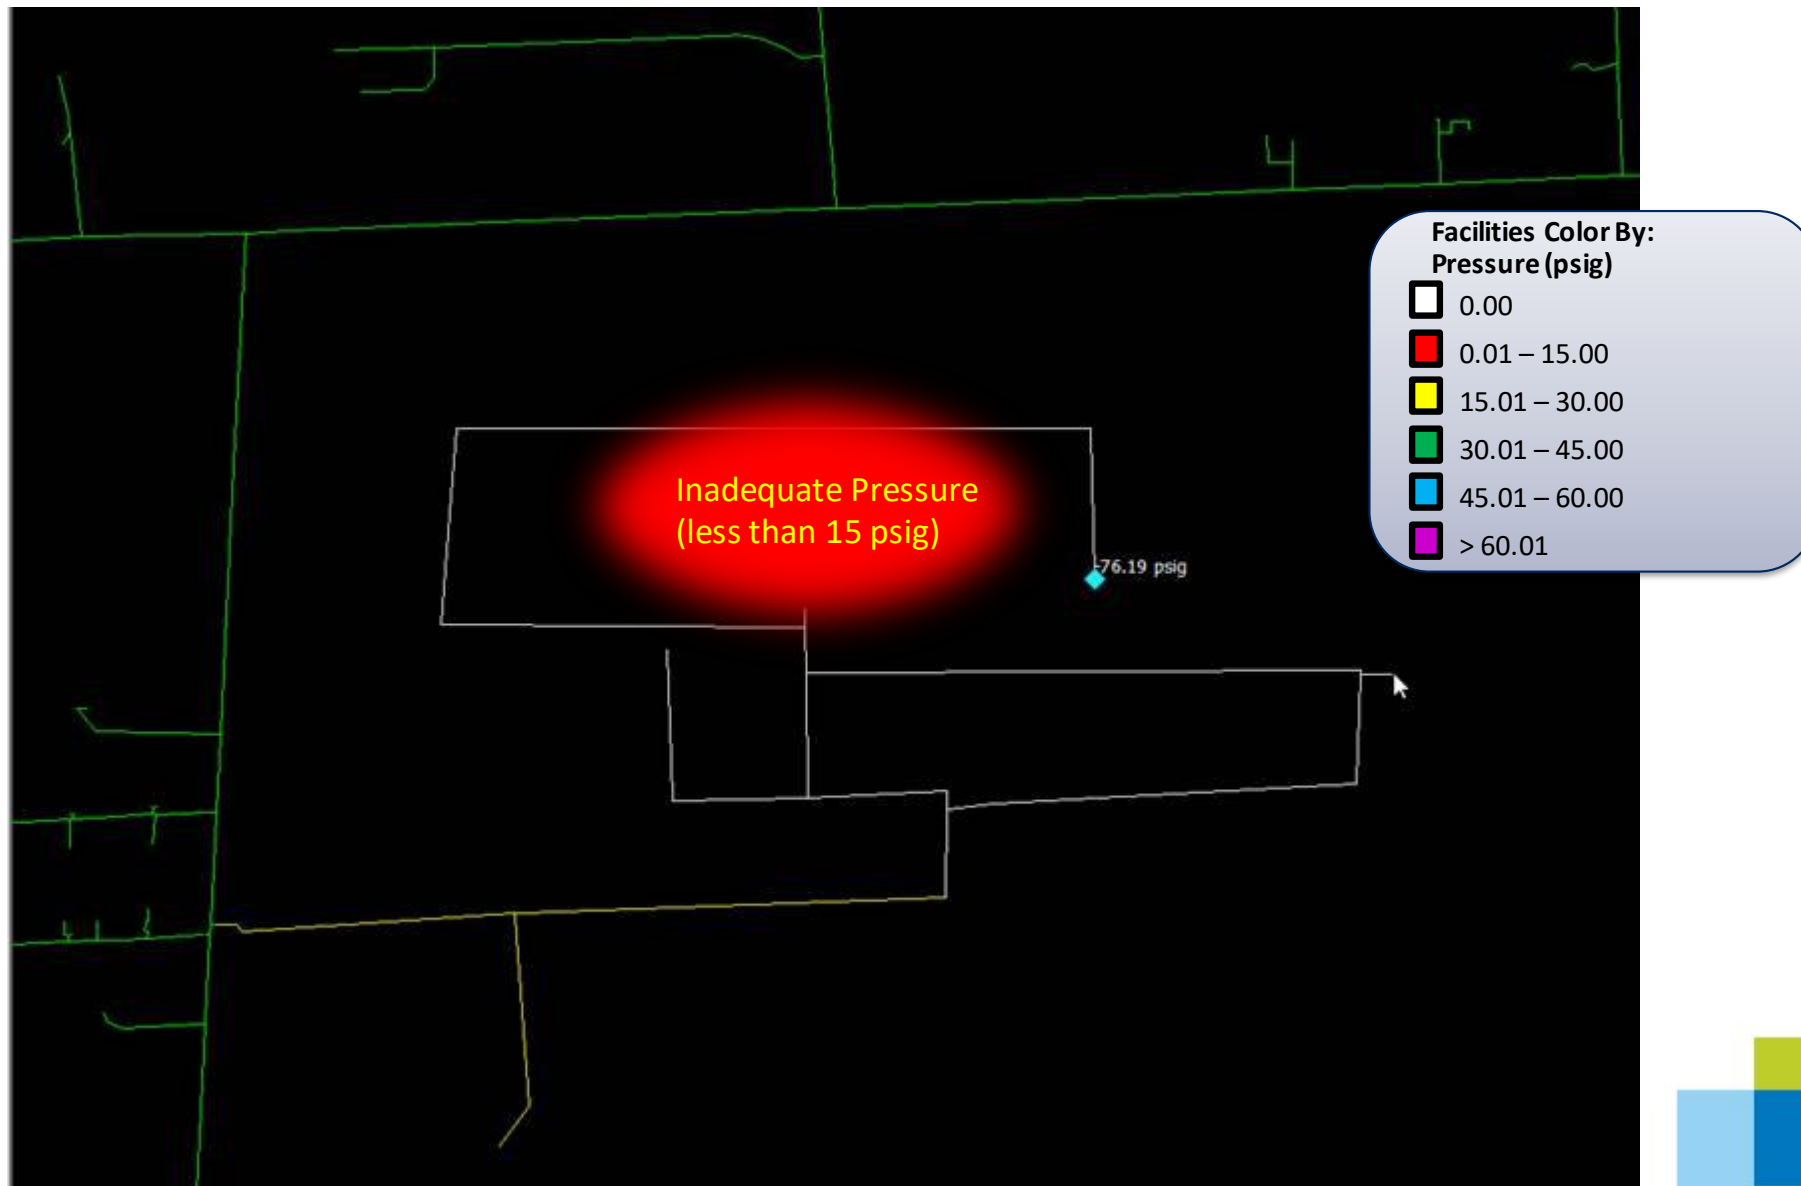 Facilities Color By:
Pressure (psig)
0.00
0.01 – 15.00
15.01 – 30.00
30.01 – 45.00
45.01 – 60.00
> 60.01
Inadequate Pressure
(less than 15 psig)
-76.19 psig